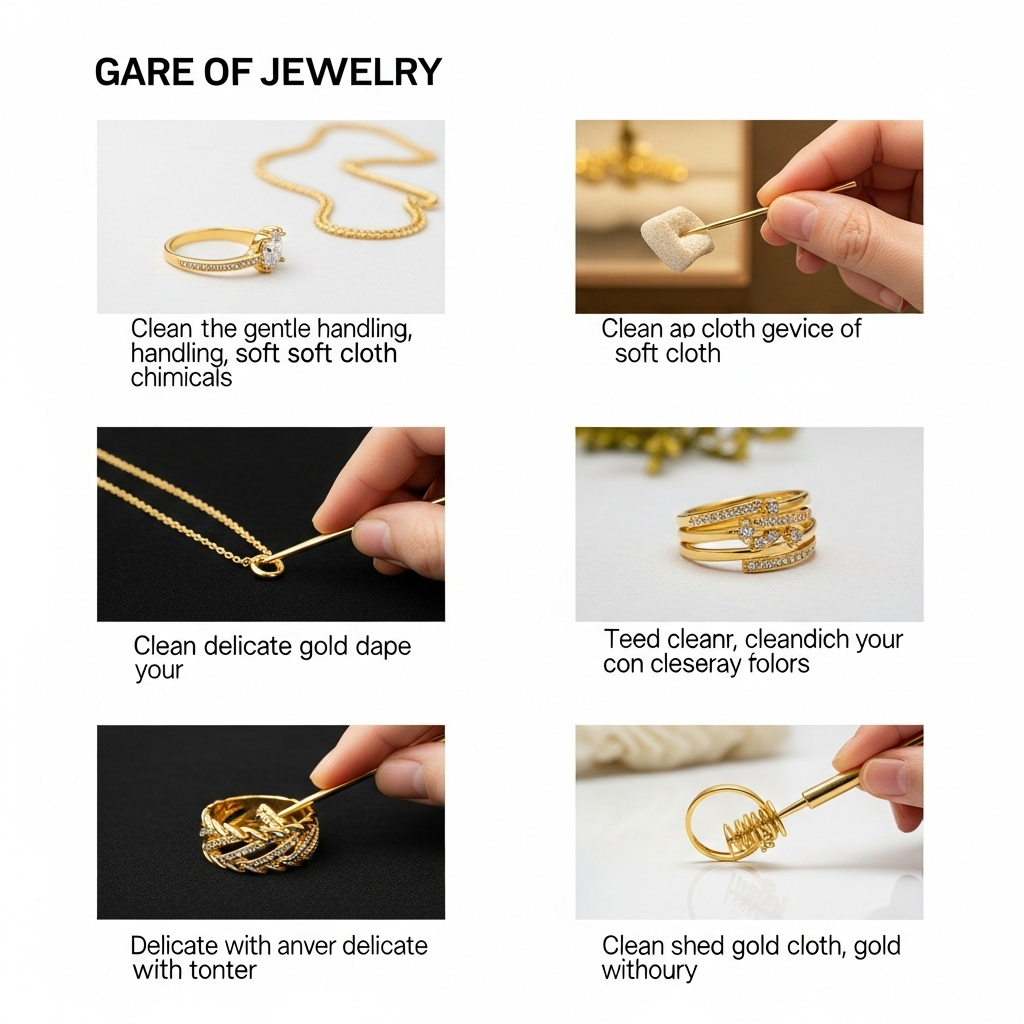 GARE OF JEWELRY
Clean the gentle handling,
handling, soft soft cloth
chimicals
Clean ao cloth gevice of
soft cloth
Clean delicate gold dape
your
Teed cleanr, cleandich your
con cleseray folors
Delicate with anver delicate
with tonter
Clean shed gold cloth, gold
withoury